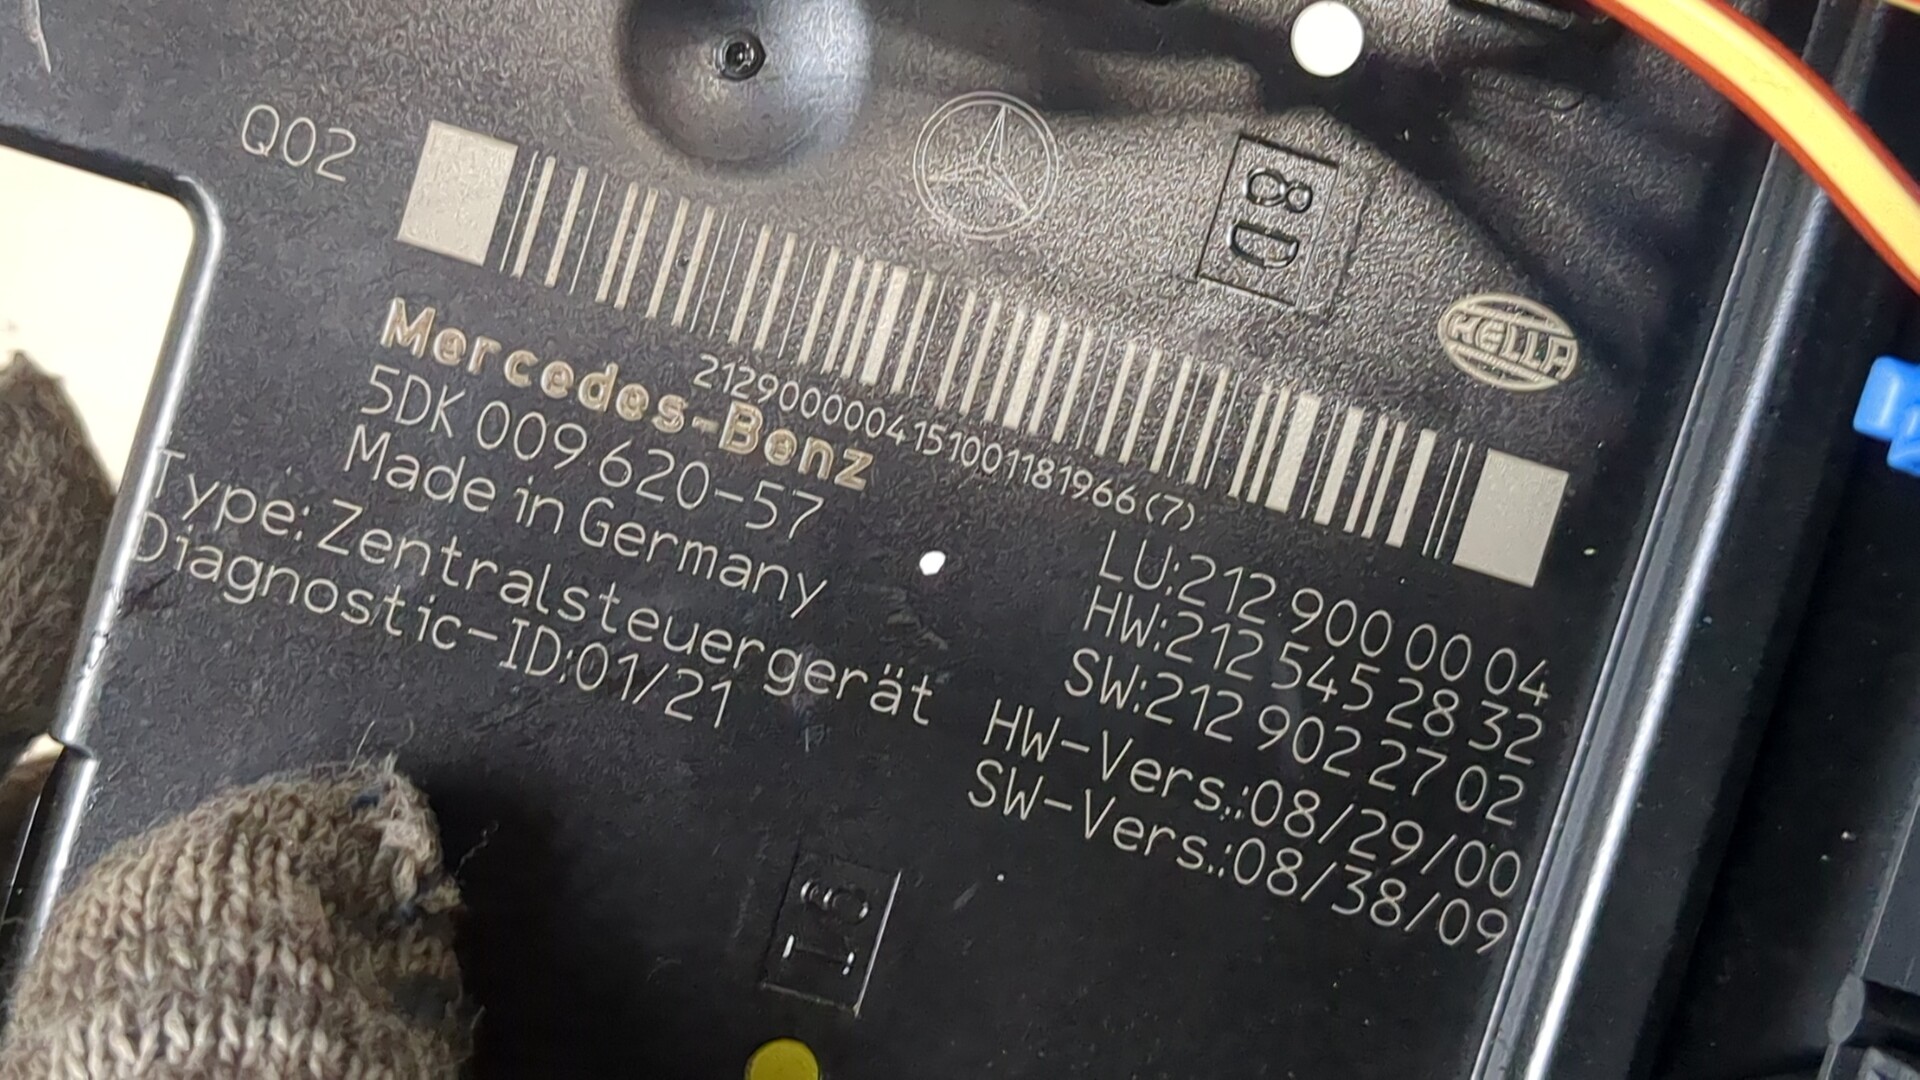 Q02
8D
HELLA
2129000004151001181966(7)
Mercedes-Benz
5DK 009 620-57
Made in Germany
Type:Zentralsteuergerät
Diagnostic-ID:01/21
LU:212 900 00 04
HW:212 545 28 32
SW:212 902 27 02
HW-Vers.:08/29/00
SW-Vers.:08/38/09